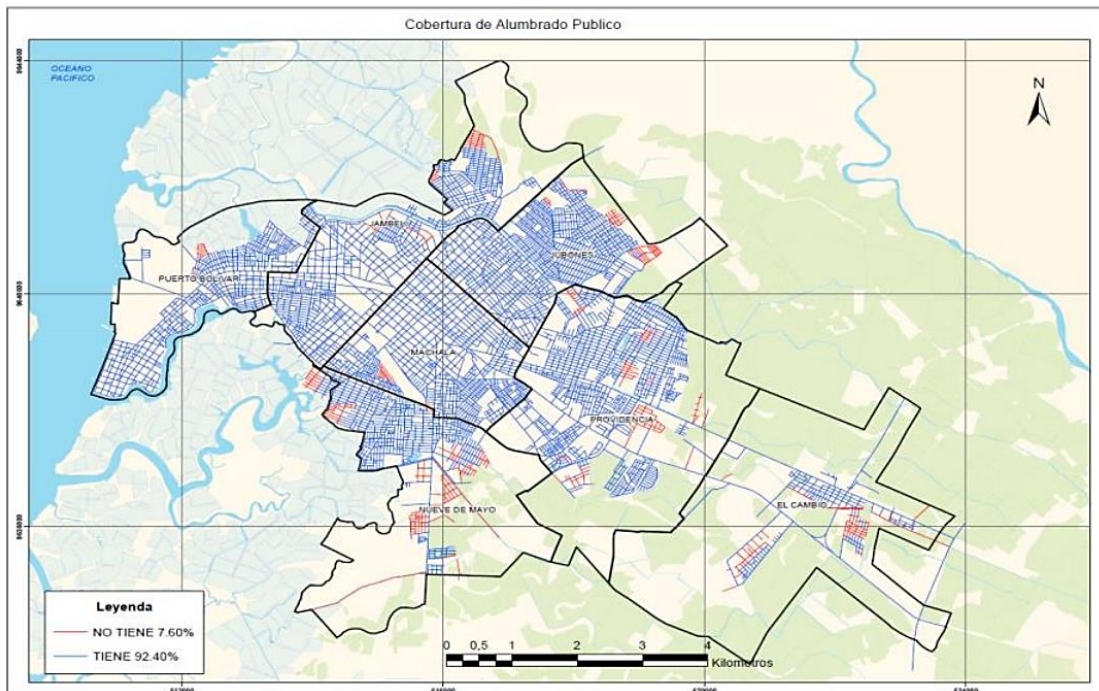 Cobertura de Alumbrado Publico
OCEANO
PACIFICO
N
JAMBELI
JUBONES
PUERTO BOLIVAR
MACHALA
PROVIDENCIA
EL CAMBIO
NUEVE DE MAYO
Leyenda
NO TIENE 7.60%
TIENE 92.40%
0 0,5 1 2 3 4
Kilometros